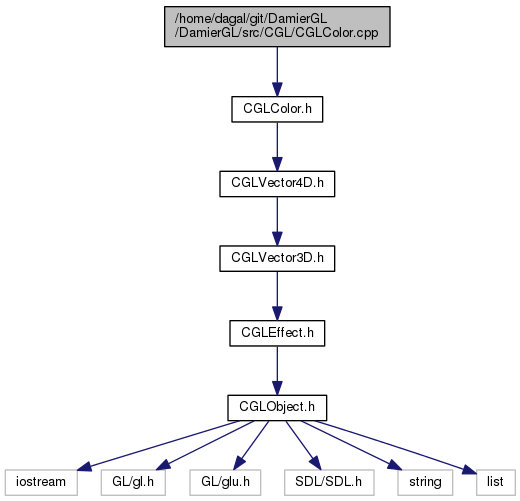 /home/dagal/git/DamierGL
/DamierGL/src/CGL/CGLColor.cpp
CGLColor.h
CGLVector4D.h
CGLVector3D.h
CGLEffect.h
CGLObject.h
iostream
GL/gl.h
GL/glu.h
SDL/SDL.h
string
list